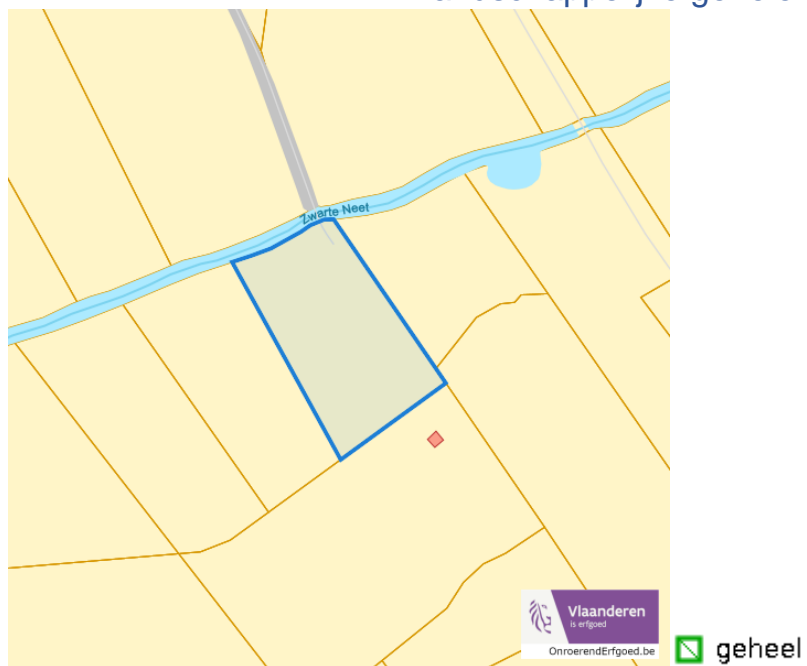 Zwarte Neet
Vlaanderen
is erfgoed
OnroerendErfgoed.be
geheel